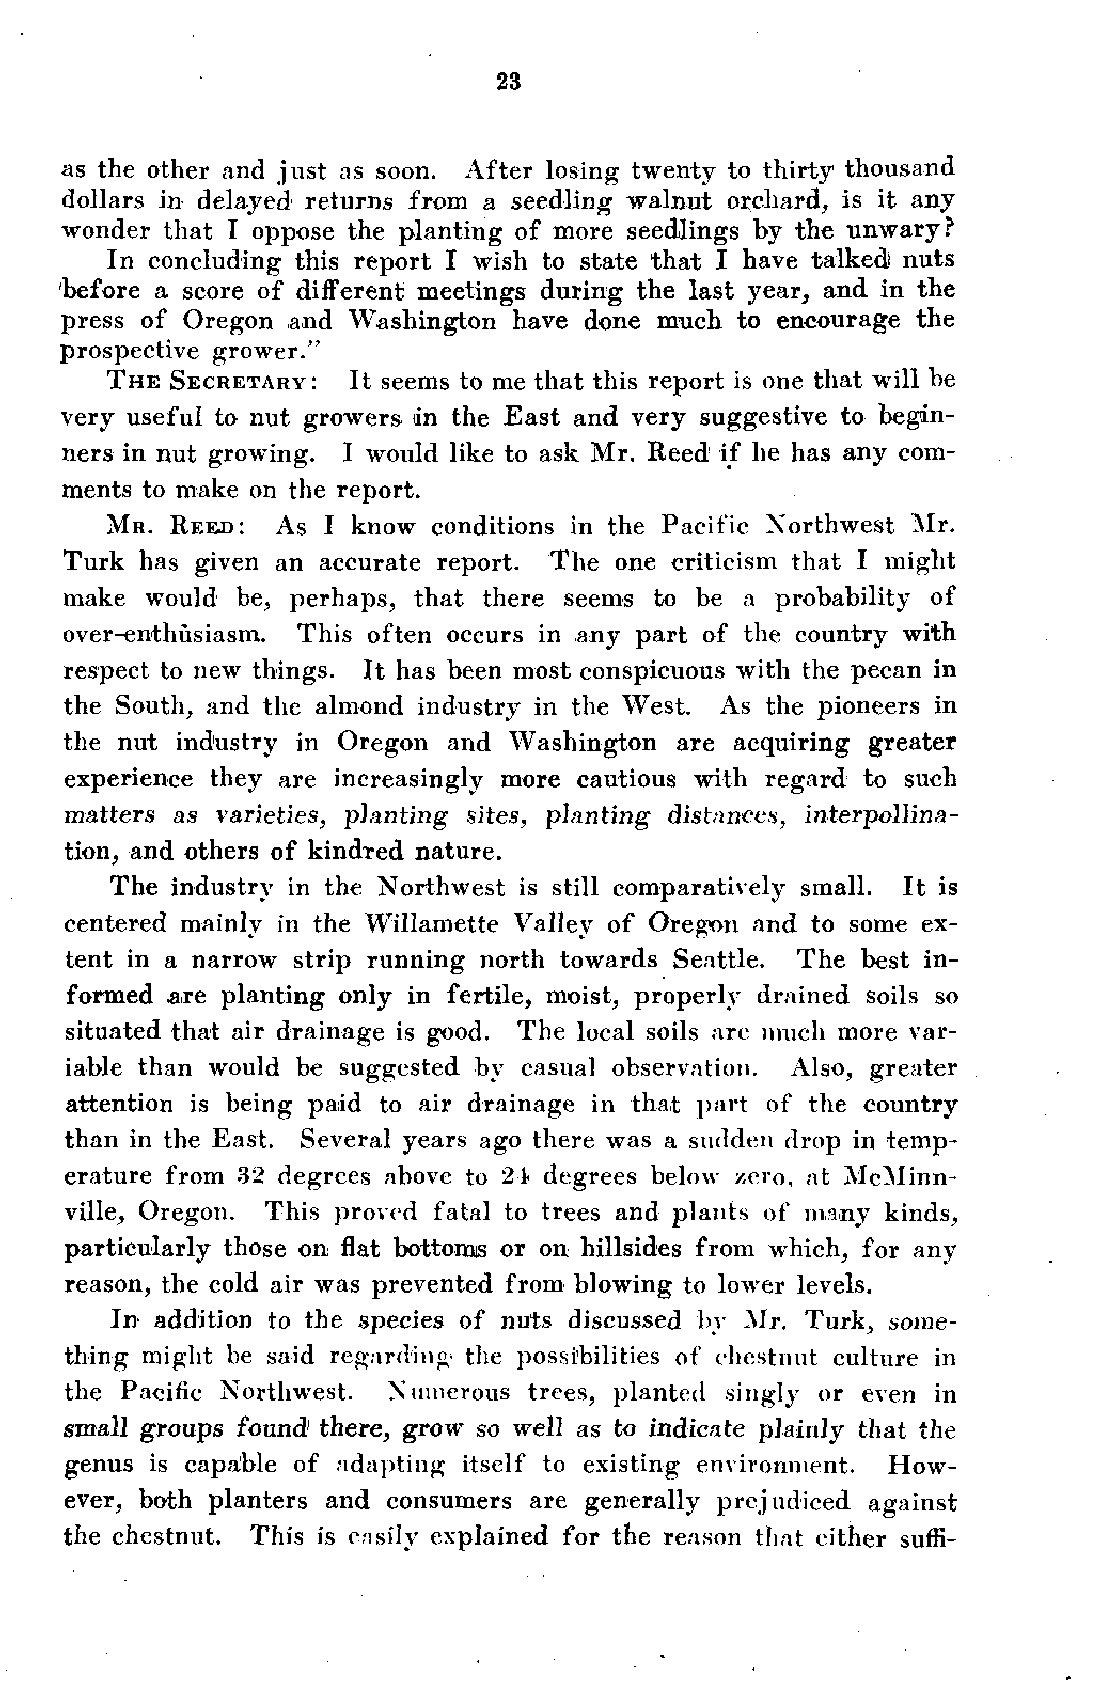 23
as the other and just as soon. After losing twenty to thirty thousand
dollars in delayed returns from a seedling walnut orchard, is it any
wonder that I oppose the planting of more seedlings by the unwary?
In concluding this report I wish to state that I have talked nuts
before a score of different meetings during the last year, and in the
press of Oregon and Washington have done much to encourage the
prospective grower."
THE SECRETARY: It seems to me that this report is one that will be
very useful to nut growers in the East and very suggestive to begin-
ners in nut growing. I would like to ask Mr. Reed if he has any com-
ments to make on the report.
MR. REED: As I know conditions in the Pacific Northwest Mr.
Turk has given an accurate report. The one criticism that I might
make would be, perhaps, that there seems to be a probability of
over-enthusiasm. This often occurs in any part of the country with
respect to new things. It has been most conspicuous with the pecan in
the South, and the almond industry in the West. As the pioneers in
the nut industry in Oregon and Washington are acquiring greater
experience they are increasingly more cautious with regard to such
matters as varieties, planting sites, planting distances, interpollina-
tion, and others of kindred nature.
The industry in the Northwest is still comparatively small. It is
centered mainly in the Willamette Valley of Oregon and to some ex-
tent in a narrow strip running north towards Seattle. The best in-
formed are planting only in fertile, moist, properly drained soils so
situated that air drainage is good. The local soils are much more var-
iable than would be suggested by casual observation. Also, greater
attention is being paid to air drainage in that part of the country
than in the East. Several years ago there was a sudden drop in temp-
erature from 32 degrees above to 24 degrees below zero, at McMinn-
ville, Oregon. This proved fatal to trees and plants of many kinds,
particularly those on flat bottoms or on hillsides from which, for any
reason, the cold air was prevented from blowing to lower levels.
In addition to the species of nuts discussed by Mr. Turk, some-
thing might be said regarding the possibilities of chestnut culture in
the Pacific Northwest. Numerous trees, planted singly or even in
small groups found there, grow so well as to indicate plainly that the
genus is capable of adapting itself to existing environment. How-
ever, both planters and consumers are generally prejudiced against
the chestnut. This is easily explained for the reason that either suffi-